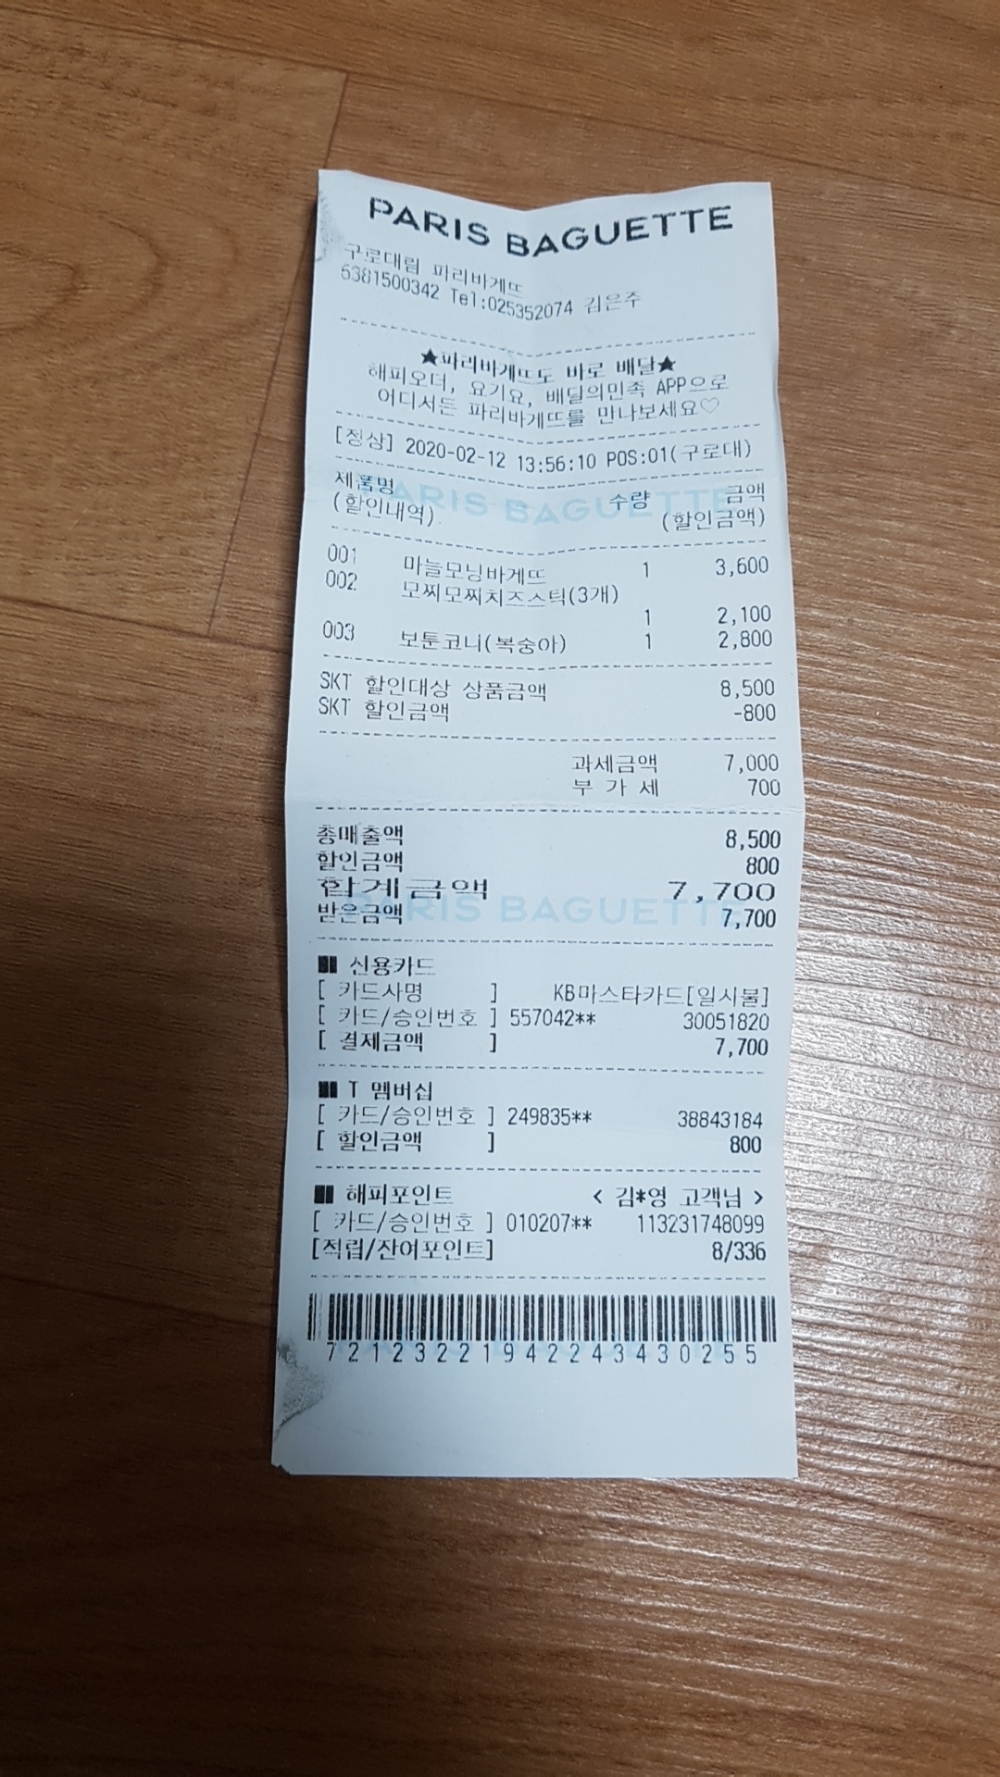 PARIS BAGUETTE
구로대림 파리바게뜨
5381500342 Tel:025352074 김은주
★파리바게뜨도 바로 배달★
해피오더, 요기요, 배달의민족 APP으로
어디서든 파리바게뜨를 만나보세요♡
[정상] 2020-02-12 13:56:10 POS:01(구로대)
제품명 수량 금액
(할인내역) (할인금액)
001 마늘모닝바게뜨 1 3,600
002 모찌모찌치즈스틱(3개)
1 2,100
003 보툰코니(복숭아) 1 2,800
SKT 할인대상 상품금액 8,500
SKT 할인금액 -800
과세금액 7,000
부 가 세 700
총매출액 8,500
할인금액 800
합계금액 7,700
받은금액 7,700
신용카드
[ 카드사명 ] KB마스타카드[일시불]
[ 카드/승인번호 ] 557042** 30051820
[ 결제금액 ] 7,700
T 멤버십
[ 카드/승인번호 ] 249835** 38843184
[ 할인금액 ] 800
해피포인트 < 김*영 고객님 >
[ 카드/승인번호 ] 010207** 113231748099
[적립/잔여포인트] 8/336
72123221942243430255